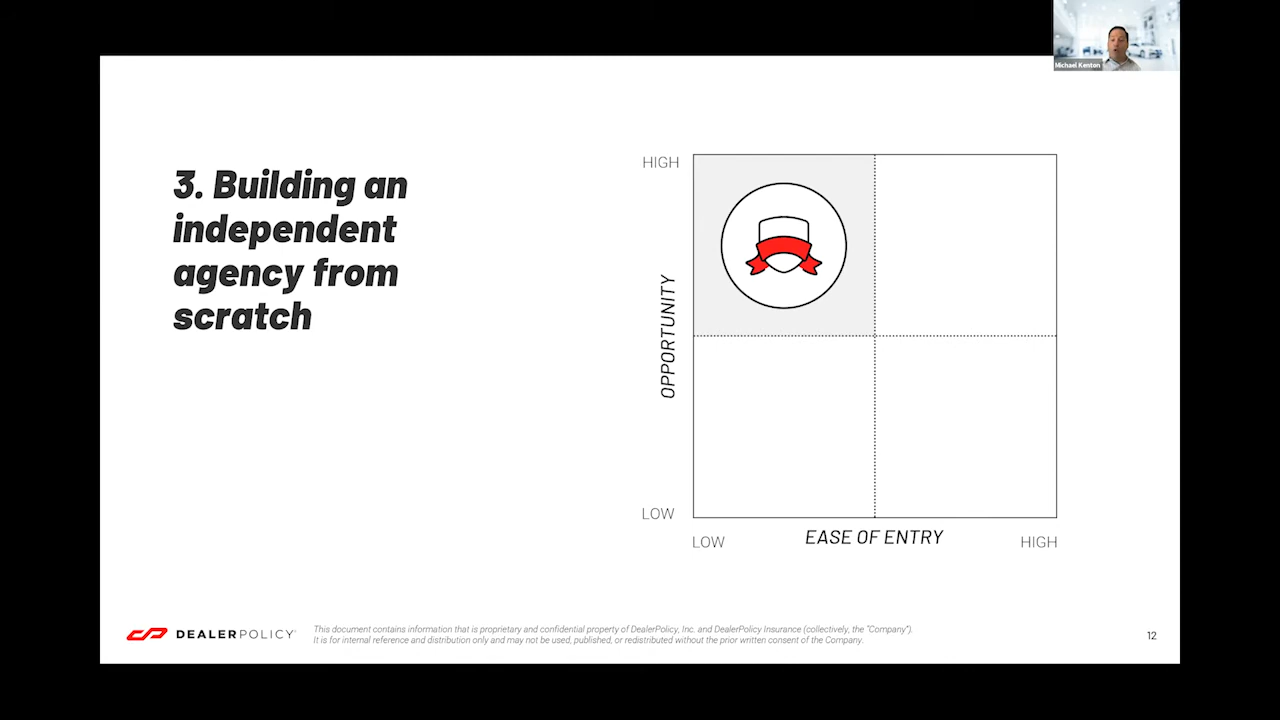 Michael Kenton
3. Building an
independent
agency from
scratch
HIGH
OPPORTUNITY
LOW
LOW
EASE OF ENTRY
HIGH
DEALERPOLICY
This document contains information that is proprietary and confidential property of DealerPolicy, Inc. and DealerPolicy Insurance (collectively, the "Company").
It is for internal reference and distribution only and may not be used, published, or redistributed without the prior written consent of the Company.
12